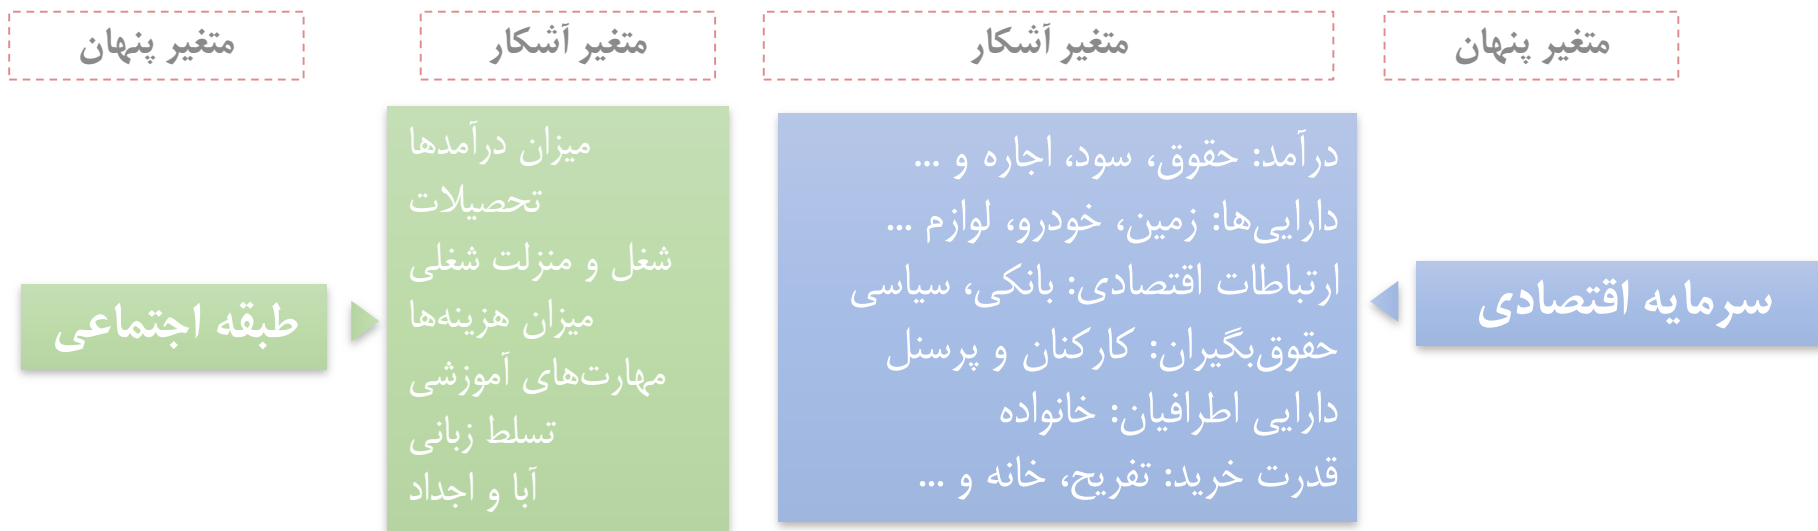 متغیر پنهان
متغیر آشکار
متغیر آشکار
متغیر پنهان
سرمایه اقتصادی
درآمد: حقوق، سود، اجاره و ...
دارایی‌ها: زمین، خودرو، لوازم ...
ارتباطات اقتصادی: بانکی، سیاسی
حقوق‌بگیران: کارکنان و پرسنل
دارایی اطرافیان: خانواده
قدرت خرید: تفریح، خانه و ...
میزان درآمدها
تحصیلات
شغل و منزلت شغلی
میزان هزینه‌ها
مهارت‌های آموزشی
تسلط زبانی
آبا و اجداد
طبقه اجتماعی